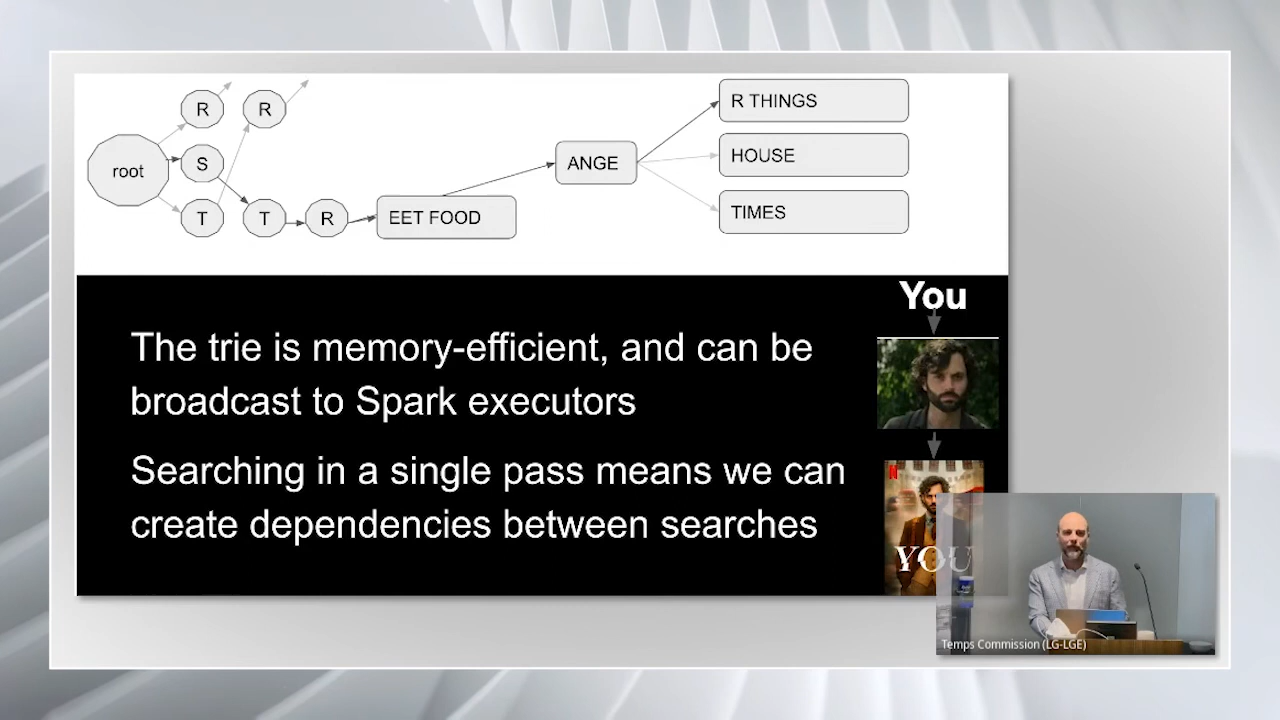 R
R
R THINGS
root
S
ANGE
HOUSE
T
T
R
EET FOOD
TIMES
You
The trie is memory-efficient, and can be
broadcast to Spark executors
Searching in a single pass means we can
create dependencies between searches
N
YOU
Temps Commission (LG-LGE)